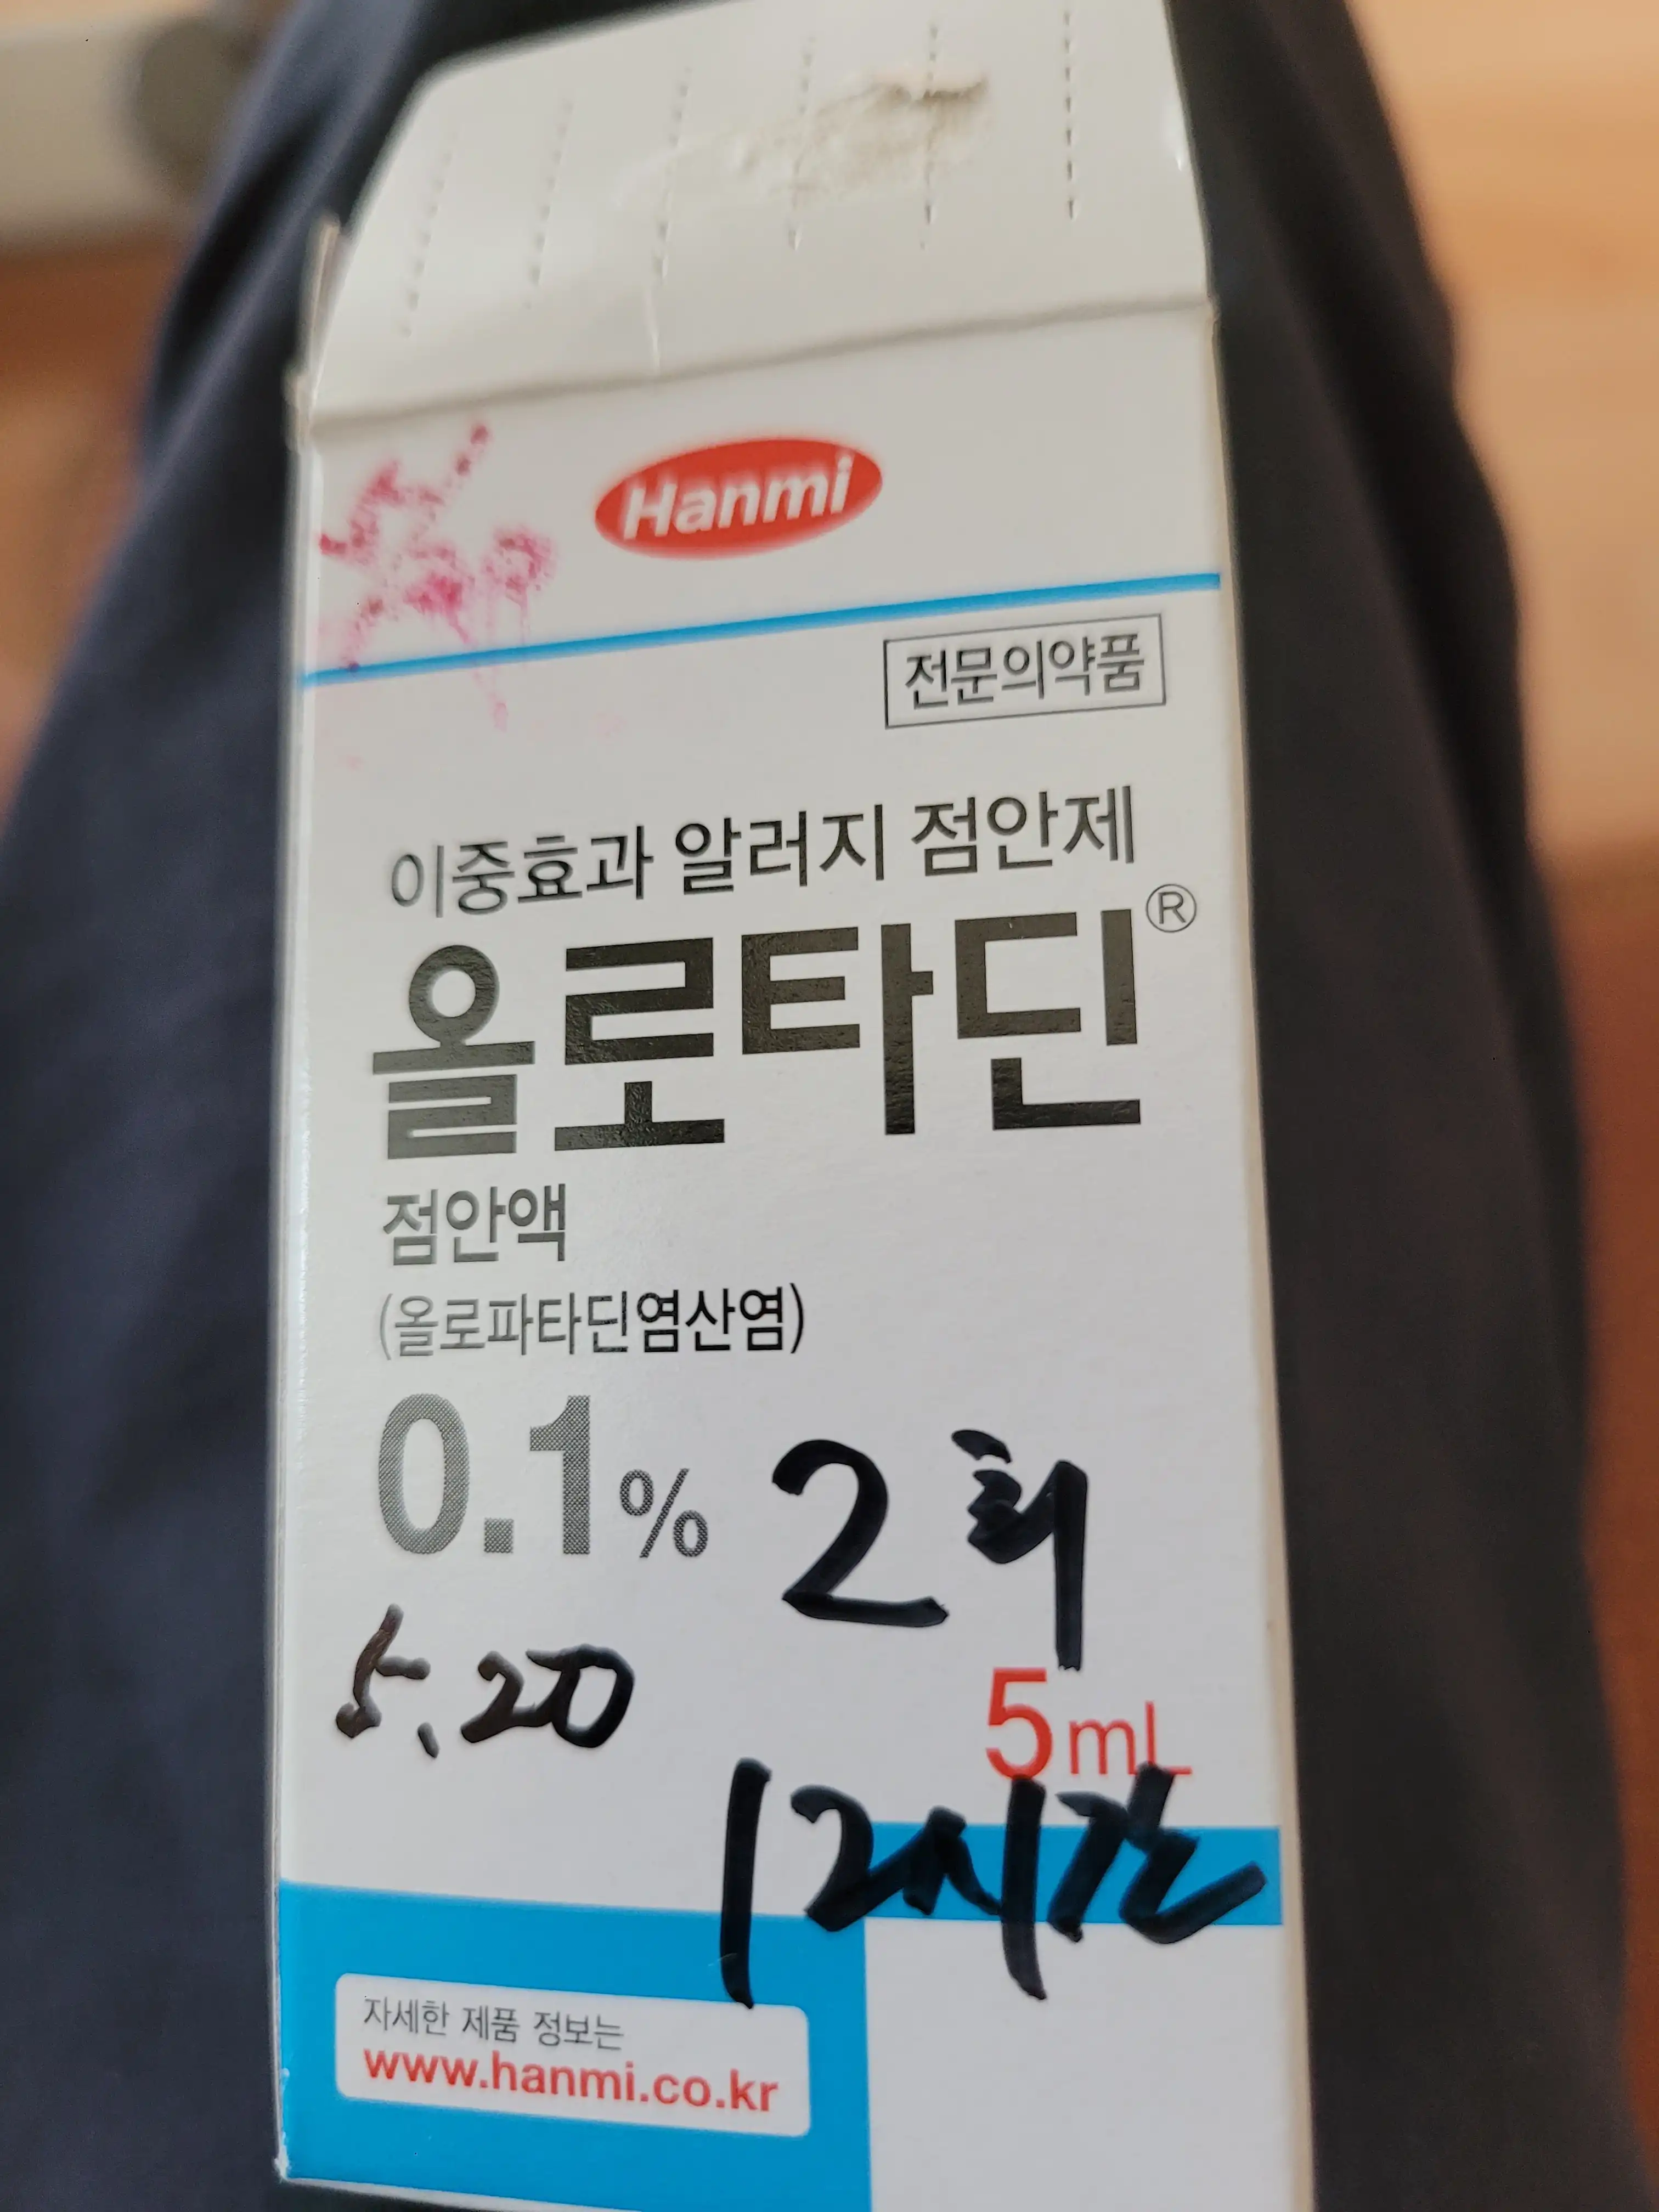 Hanmi
전문의약품
이중효과 알러지 점안제
올로타딘®
점안액
(올로파타딘염산염)
0.1% 2회
5.20
5mL
12시간
자세한 제품 정보는
www.hanmi.co.kr